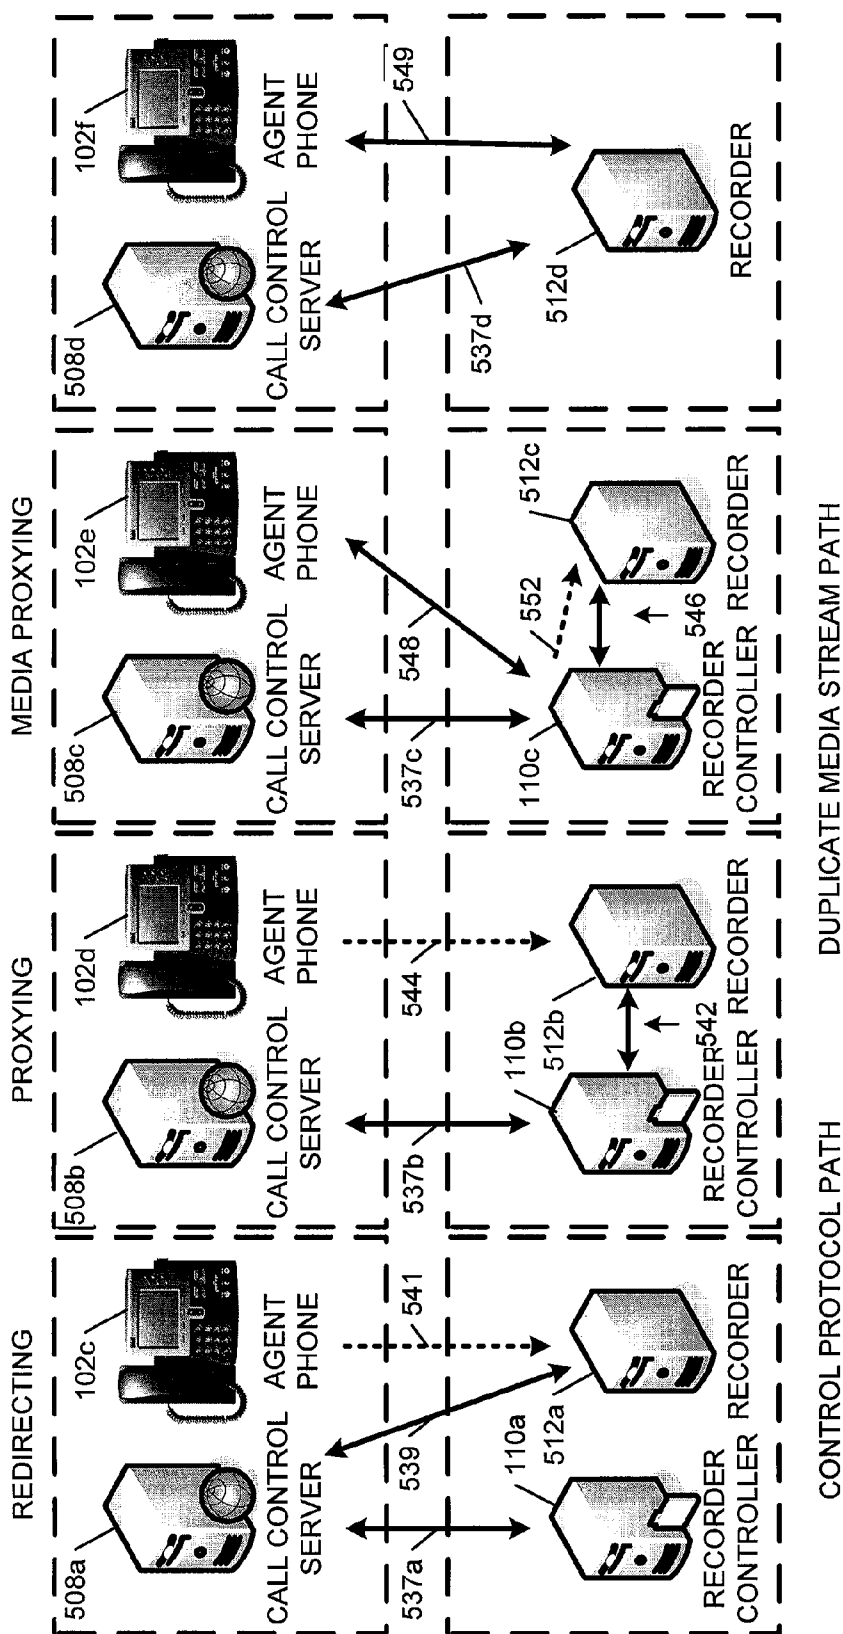 REDIRECTING
PROXYING
MEDIA PROXYING
508a
102c
CALL CONTROL
SERVER
AGENT
PHONE
537a
539
541
110a
512a
RECORDER
CONTROLLER
RECORDER
508b
102d
CALL CONTROL
SERVER
AGENT
PHONE
537b
544
110b
512b
542
RECORDER
CONTROLLER
RECORDER
508c
102e
CALL CONTROL
SERVER
AGENT
PHONE
537c
548
552
110c
512c
546
RECORDER
CONTROLLER
RECORDER
508d
102f
CALL CONTROL
SERVER
AGENT
PHONE
549
537d
512d
RECORDER
CONTROL PROTOCOL PATH
DUPLICATE MEDIA STREAM PATH